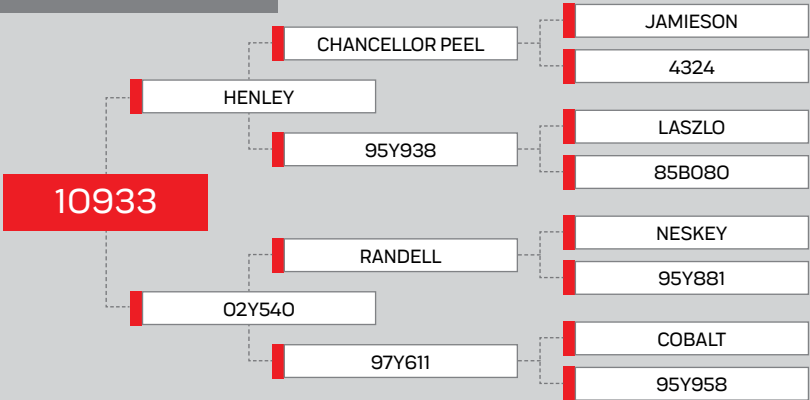 JAMIESON
CHANCELLOR PEEL
4324
HENLEY
LASZLO
95Y938
85B080
10933
NESKEY
RANDELL
95Y881
02Y540
COBALT
97Y611
95Y958